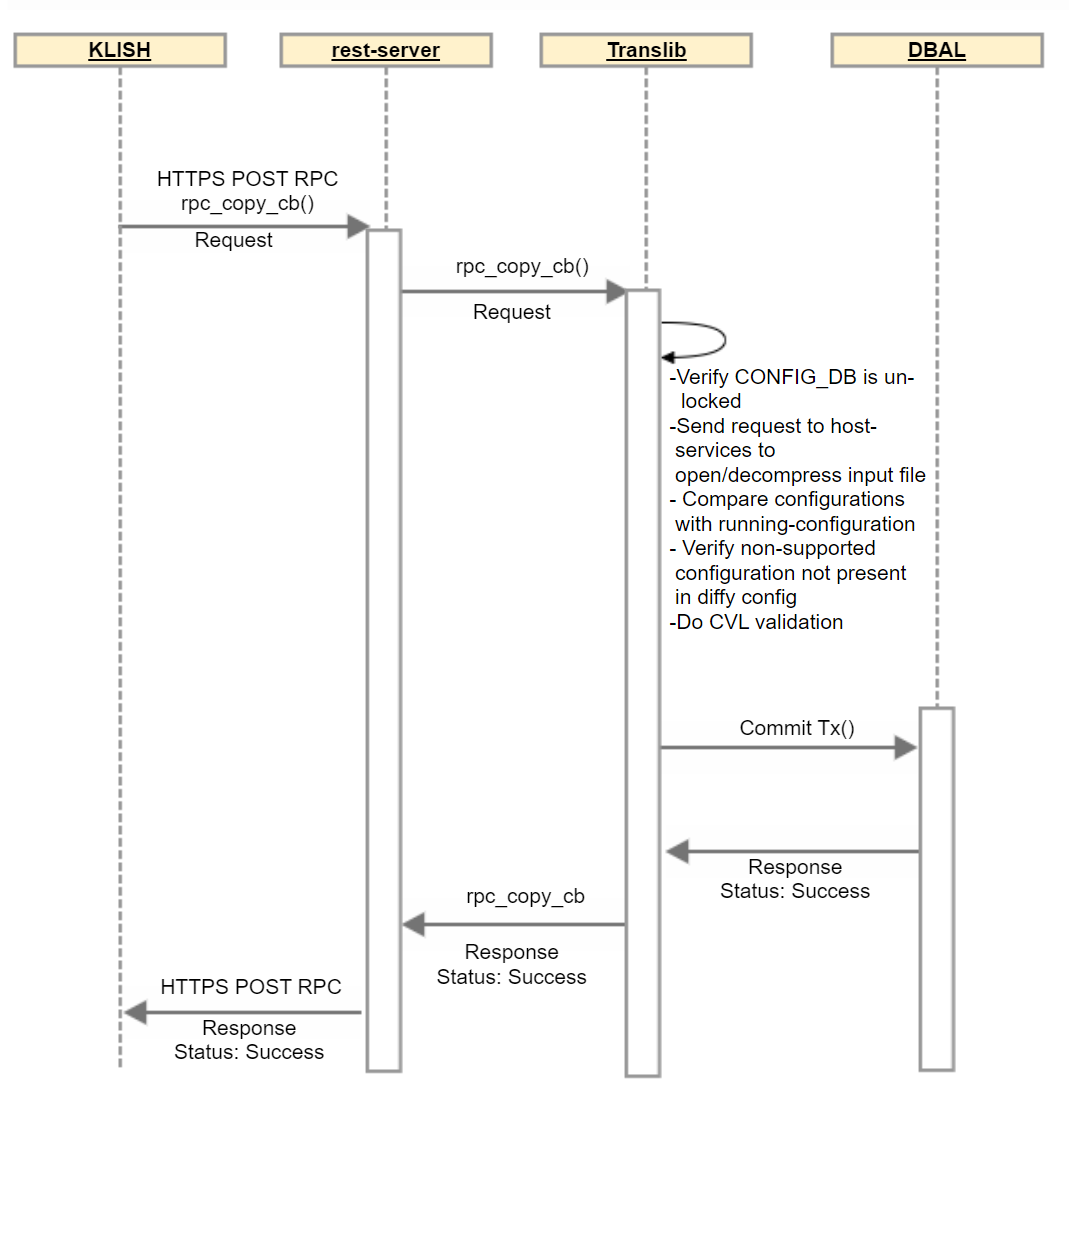 KLISH
rest-server
Translib
DBAL
HTTPS POST RPC
rpc_copy_cb()
Request
rpc_copy_cb()
Request
-Verify CONFIG_DB is un-
locked
-Send request to host-
services to
open/decompress input file
- Compare configurations
with running-configuration
- Verify non-supported
configuration not present
in diffy config
-Do CVL validation
Commit Tx()
Response
Status: Success
rpc_copy_cb
Response
Status: Success
HTTPS POST RPC
Response
Status: Success